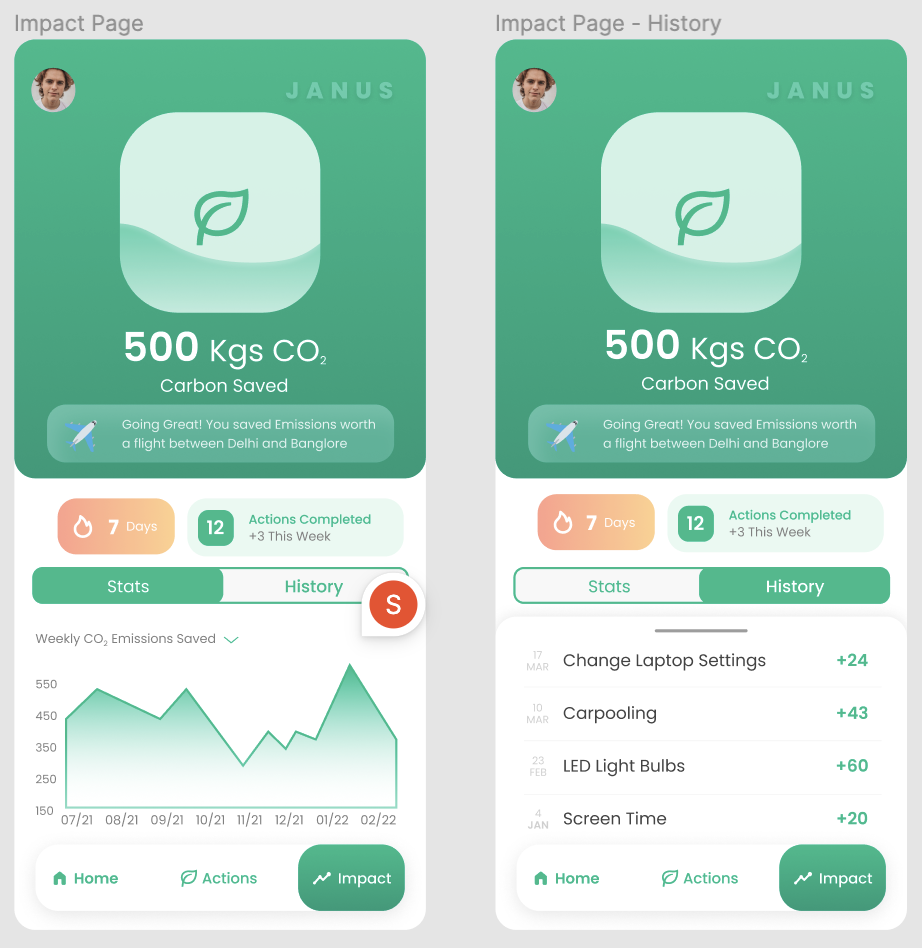 Impact Page
JANUS
500 Kgs CO₂
Carbon Saved
Going Great! You saved Emissions worth
a flight between Delhi and Banglore
7 Days
12
Actions Completed
+3 This Week
Stats
History
S
Weekly CO₂ Emissions Saved
550
450
350
250
150
07/21 08/21 09/21 10/21 11/21 12/21 01/22 02/22
Home
Actions
Impact
Impact Page - History
JANUS
500 Kgs CO₂
Carbon Saved
Going Great! You saved Emissions worth
a flight between Delhi and Banglore
7 Days
12
Actions Completed
+3 This Week
Stats
History
17
MAR
Change Laptop Settings
+24
10
MAR
Carpooling
+43
23
FEB
LED Light Bulbs
+60
4
JAN
Screen Time
+20
Home
Actions
Impact